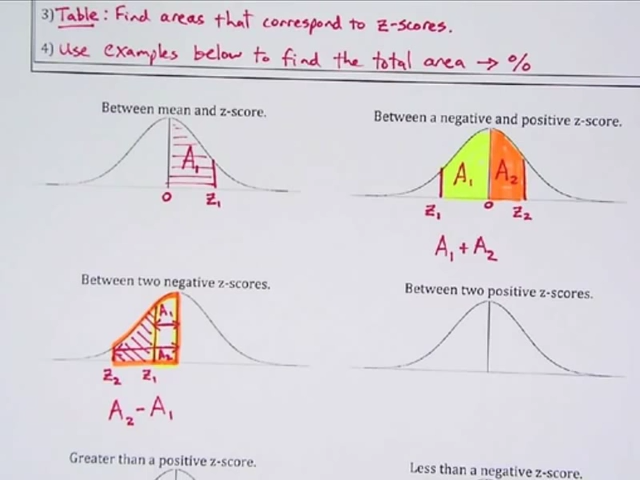 3) Table: Find areas that correspond to z-scores.
4) Use examples below to find the total area → %
Between mean and z-score.
A₁
0 Z₁
Between a negative and positive z-score.
A₁ A₂
Z₁ 0 Z₂
A₁ + A₂
Between two negative z-scores.
A₁
A₂
Z₂ Z₁
A₂ - A₁
Between two positive z-scores.
Greater than a positive z-score.
Less than a negative z-score.